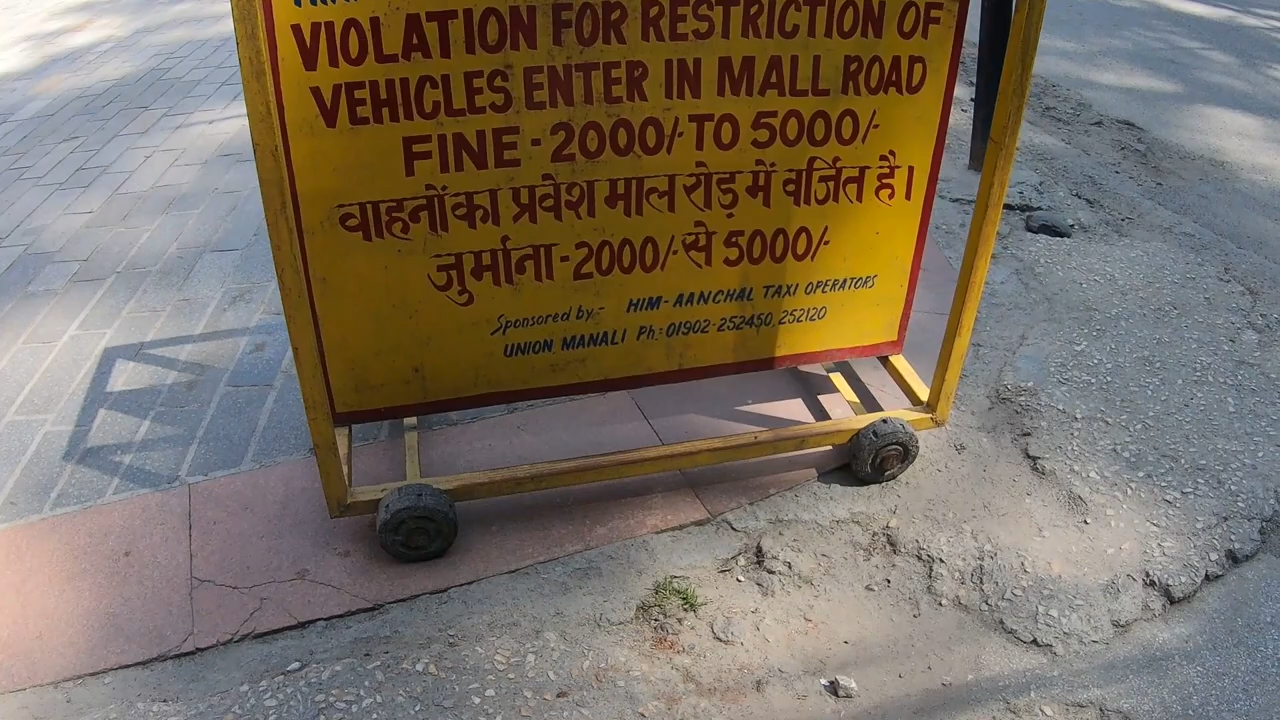 VIOLATION FOR RESTRICTION OF
VEHICLES ENTER IN MALL ROAD
FINE - 2000/- TO 5000/-
वाहनों का प्रवेश माल रोड़ में वर्जित है।
जुर्माना - 2000/- से 5000/-
Sponsored by:- HIM-AANCHAL TAXI OPERATORS
UNION, MANALI Ph:- 01902-252450, 252120